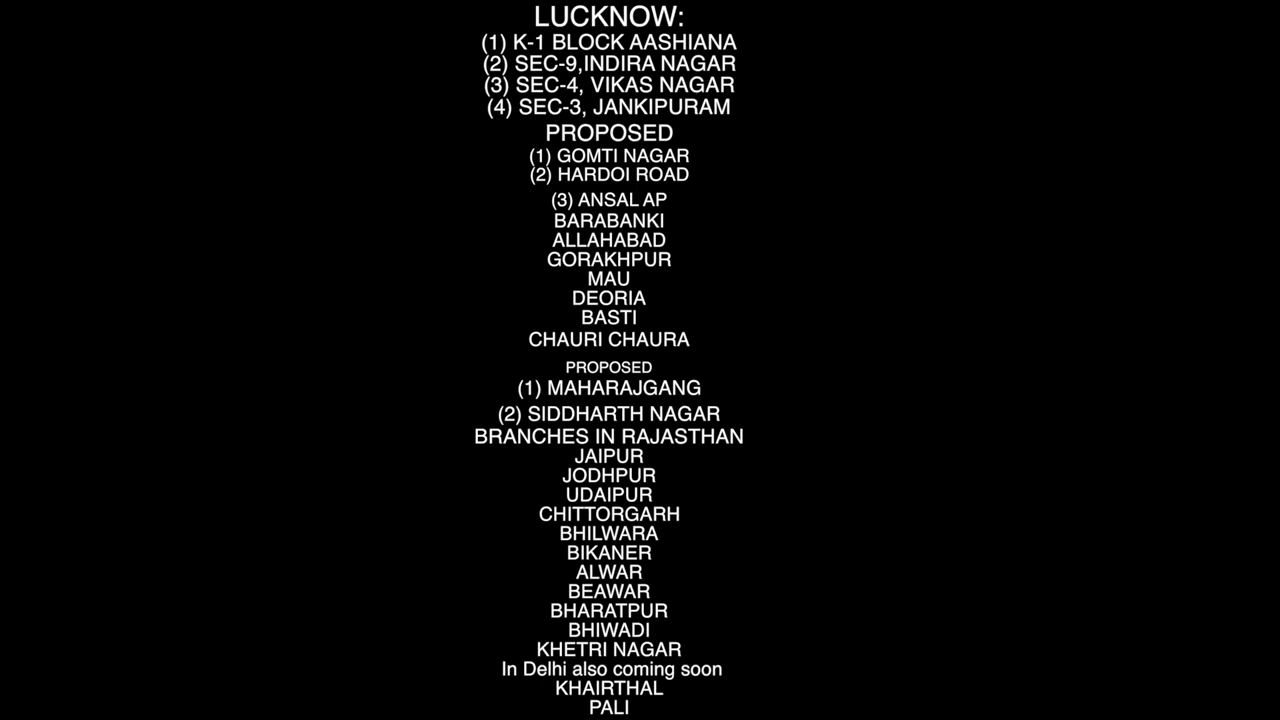 LUCKNOW:
(1) K-1 BLOCK AASHIANA
(2) SEC-9,INDIRA NAGAR
(3) SEC-4, VIKAS NAGAR
(4) SEC-3, JANKIPURAM
PROPOSED
(1) GOMTI NAGAR
(2) HARDOI ROAD
(3) ANSAL AP
BARABANKI
ALLAHABAD
GORAKHPUR
MAU
DEORIA
BASTI
CHAURI CHAURA
PROPOSED
(1) MAHARAJGANG
(2) SIDDHARTH NAGAR
BRANCHES IN RAJASTHAN
JAIPUR
JODHPUR
UDAIPUR
CHITTORGARH
BHILWARA
BIKANER
ALWAR
BEAWAR
BHARATPUR
BHIWADI
KHETRI NAGAR
In Delhi also coming soon
KHAIRTHAL
PALI